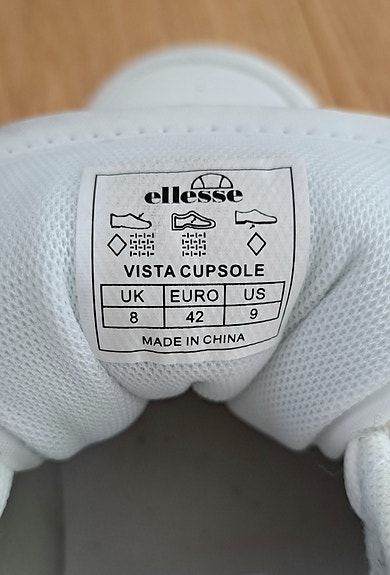 ellesse
VISTA CUPSOLE
UK EURO US
8 42 9
MADE IN CHINA